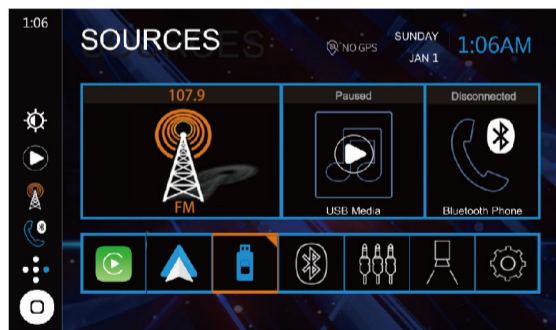 1:06
SOURCES
NO GPS
SUNDAY
JAN 1
1:06AM
107.9
FM
Paused
USB Media
Disconnected
Bluetooth Phone